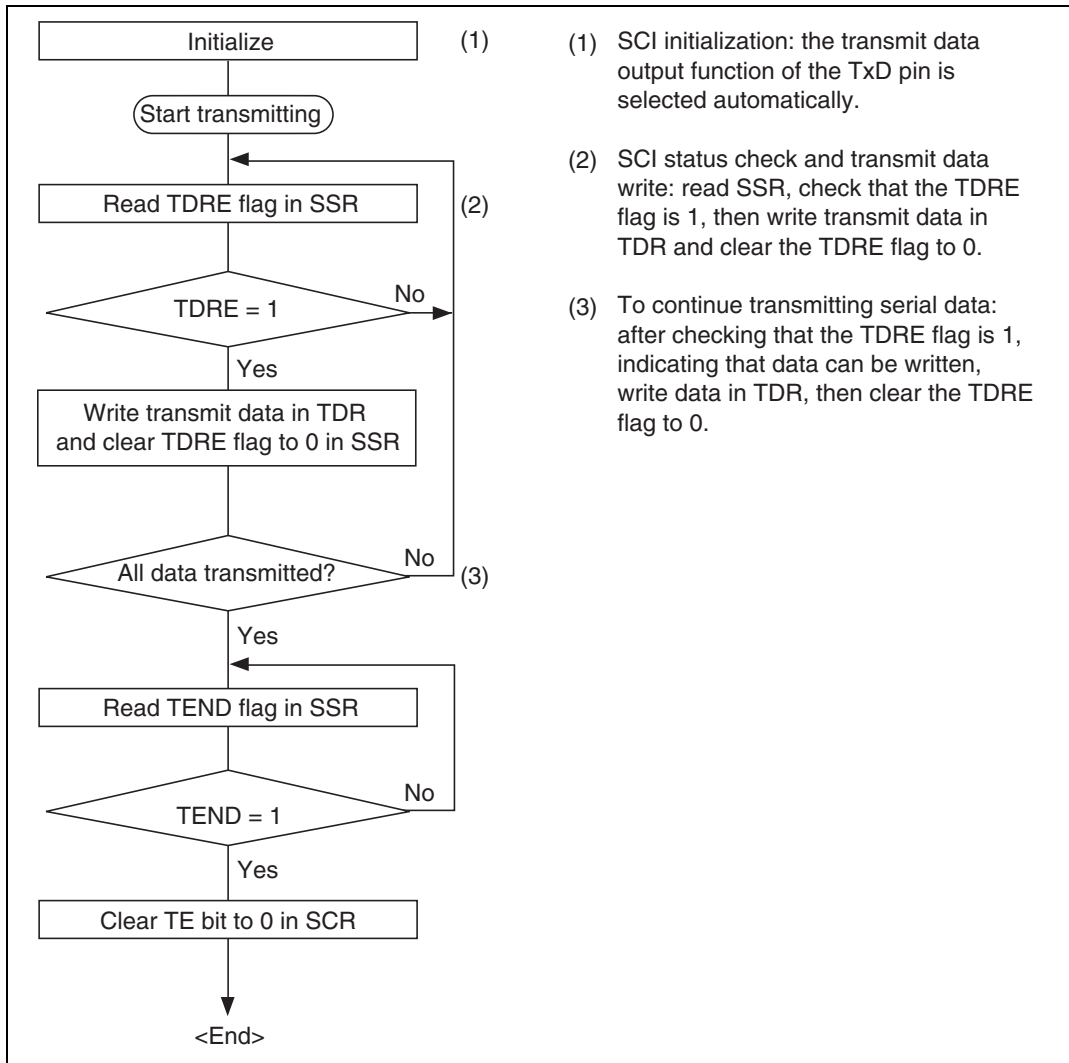 Initialize
(1)
Start transmitting
Read TDRE flag in SSR
(2)
TDRE = 1
No
Yes
Write transmit data in TDR
and clear TDRE flag to 0 in SSR
All data transmitted?
No
(3)
Yes
Read TEND flag in SSR
TEND = 1
No
Yes
Clear TE bit to 0 in SCR
<End>
(1) SCI initialization: the transmit data
output function of the TxD pin is
selected automatically.
(2) SCI status check and transmit data
write: read SSR, check that the TDRE
flag is 1, then write transmit data in
TDR and clear the TDRE flag to 0.
(3) To continue transmitting serial data:
after checking that the TDRE flag is 1,
indicating that data can be written,
write data in TDR, then clear the TDRE
flag to 0.